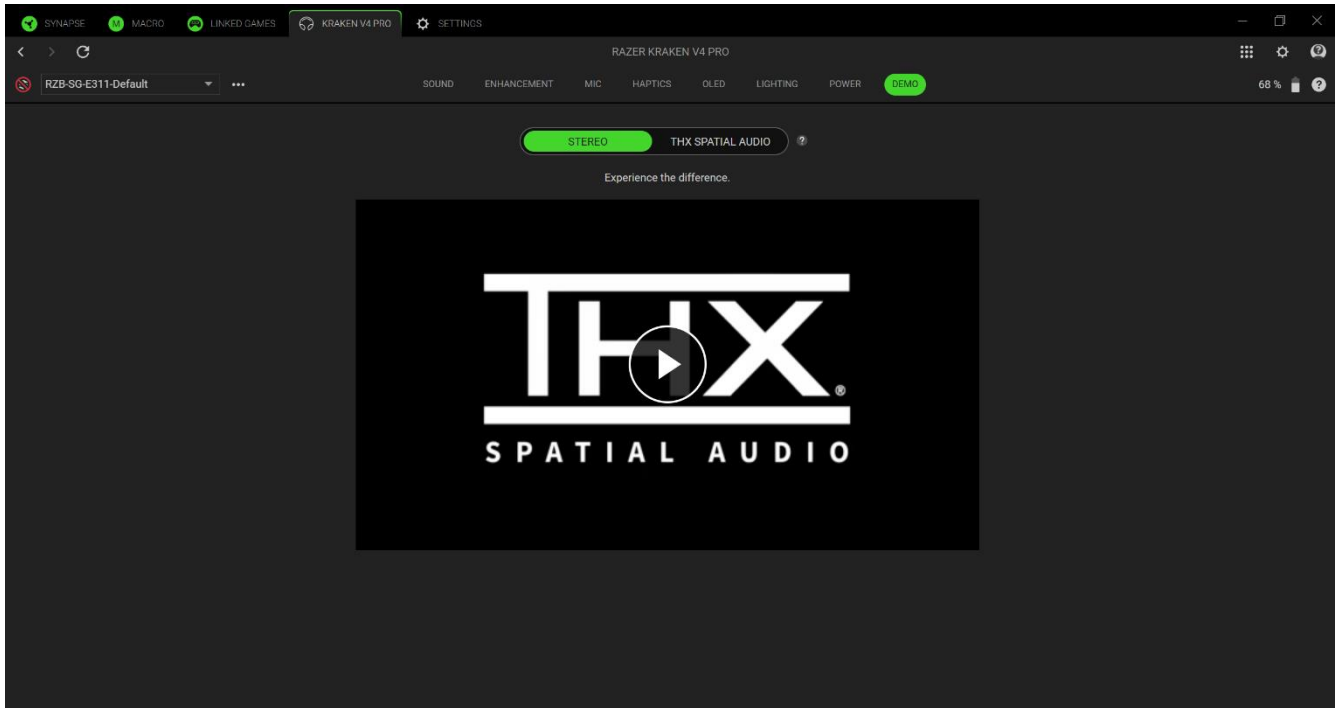 SYNAPSE MACRO LINKED GAMES KRAKEN V4 PRO SETTINGS
RAZER KRAKEN V4 PRO
RZB-SG-E311-Default SOUND ENHANCEMENT MIC HAPTICS OLED LIGHTING POWER DEMO 68 %
STEREO THX SPATIAL AUDIO ?
Experience the difference.
THX®
SPATIAL AUDIO